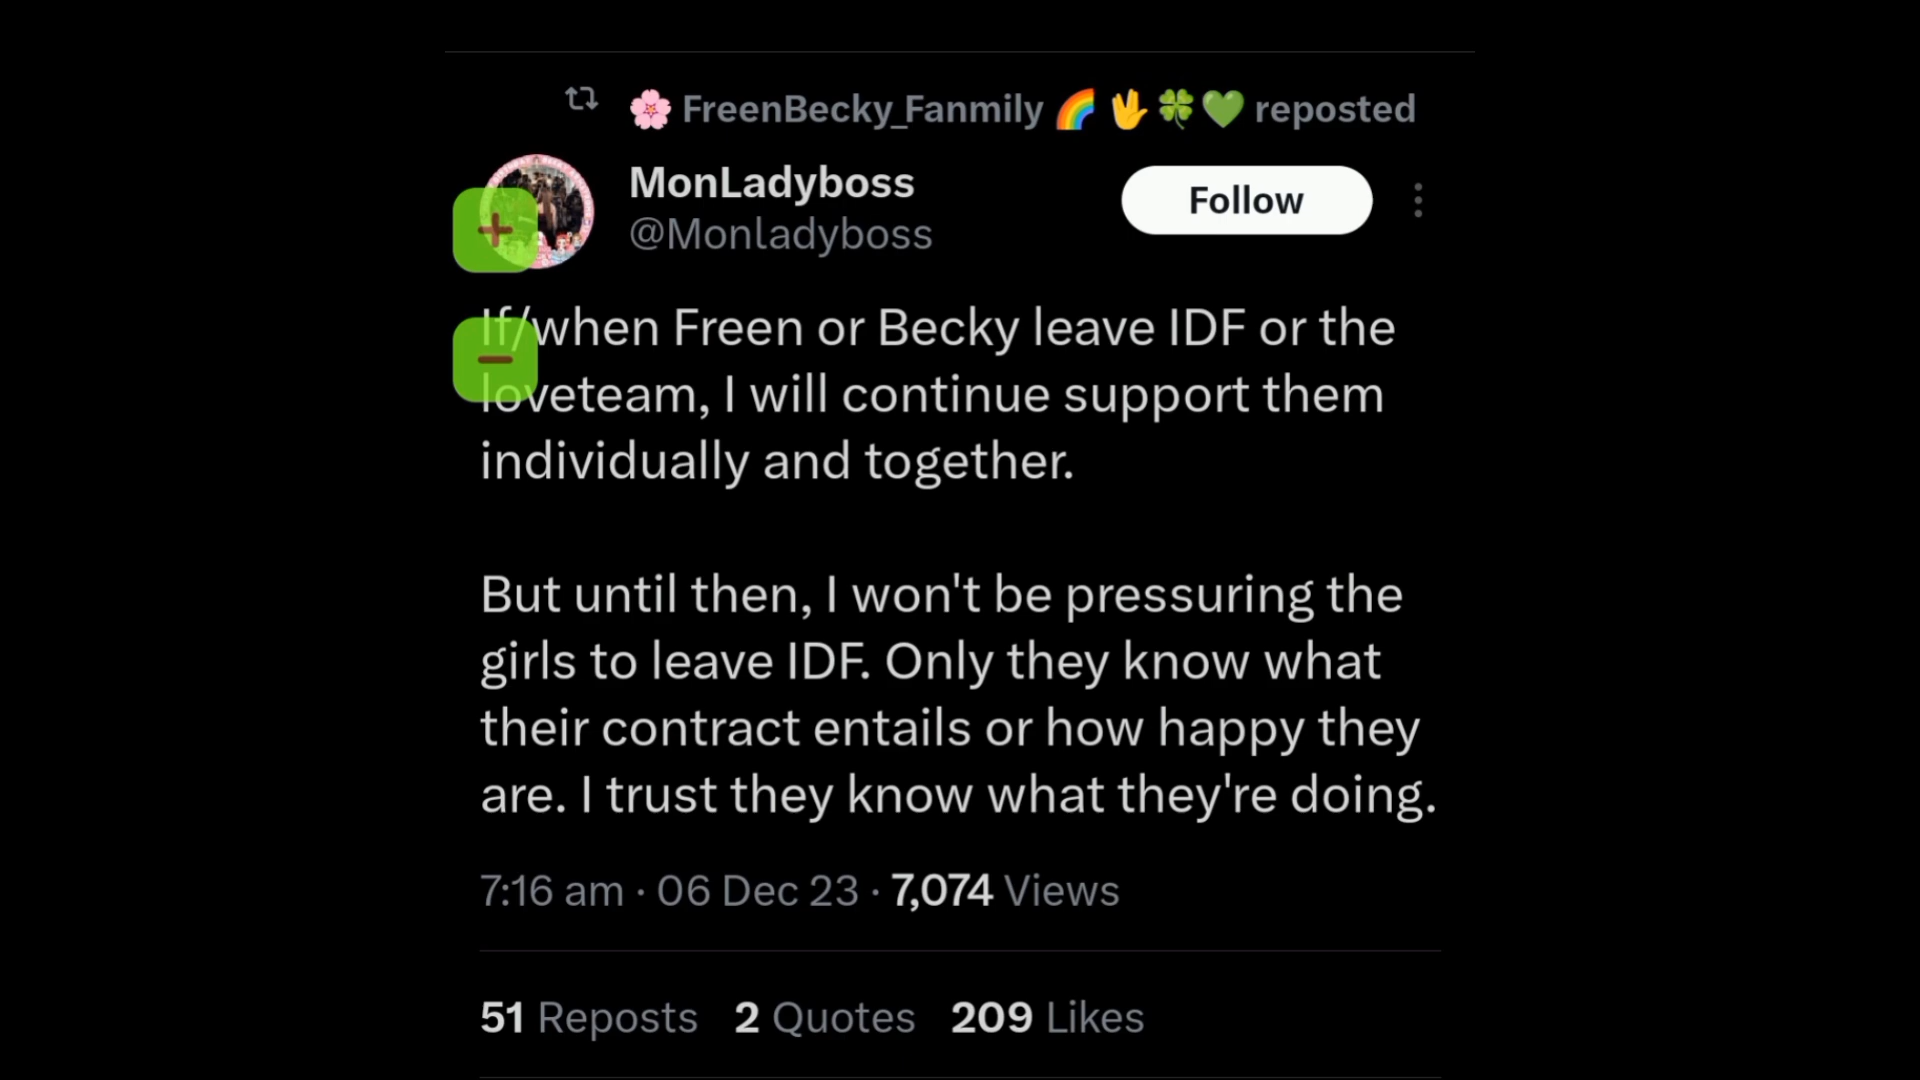 🌸 FreenBecky_Fanmily 🌈 🖖🍀💚 reposted
MonLadyboss
@Monladyboss
Follow
If/when Freen or Becky leave IDF or the
loveteam, I will continue support them
individually and together.
But until then, I won't be pressuring the
girls to leave IDF. Only they know what
their contract entails or how happy they
are. I trust they know what they're doing.
7:16 am · 06 Dec 23 · 7,074 Views
51 Reposts 2 Quotes 209 Likes